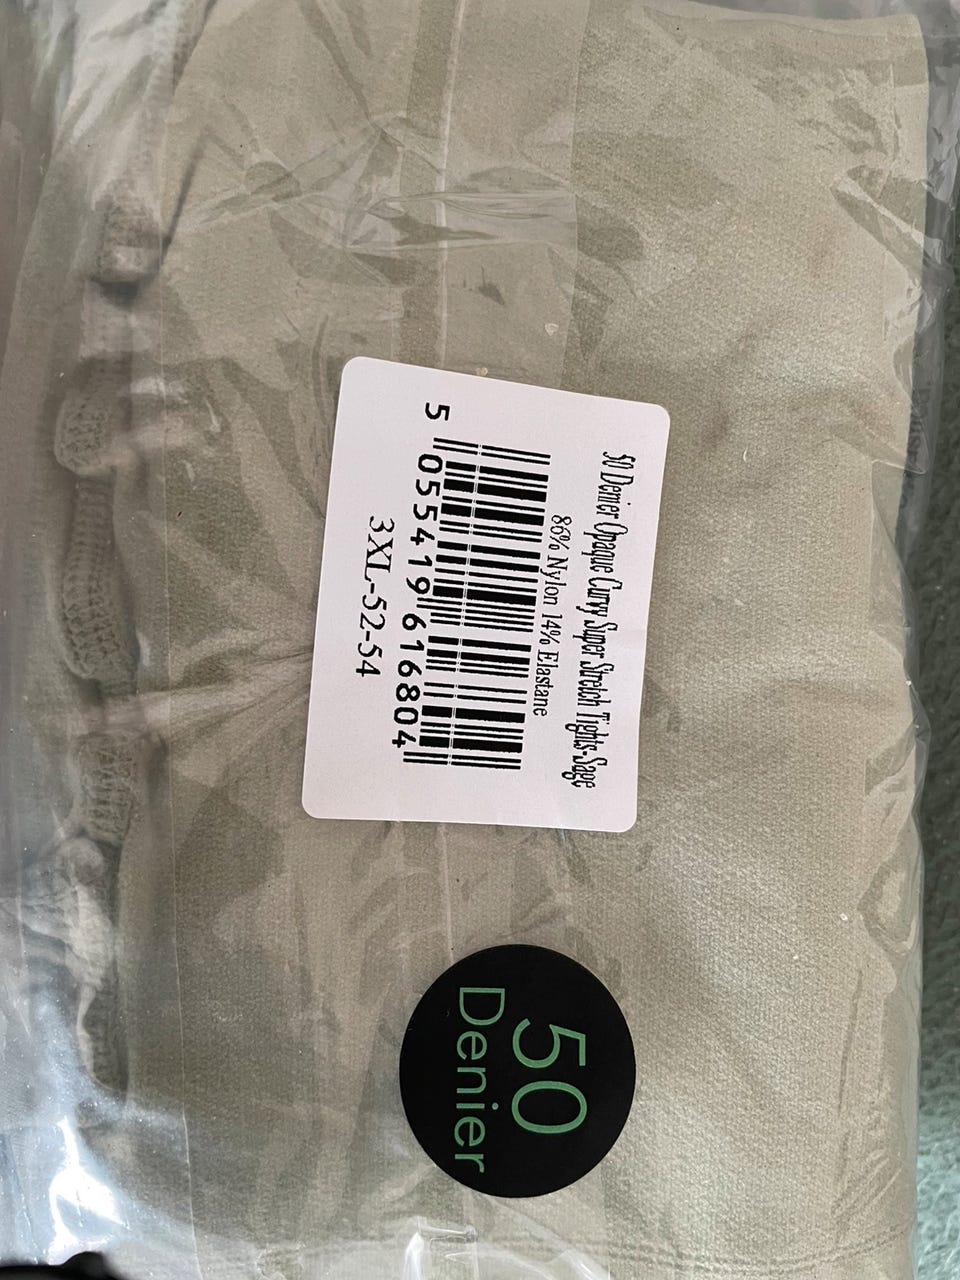 50 Denier Opaque Curvy Super Stretch Tights-Sage
86% Nylon 14% Elastane
5 055419 616804
3XL-52-54
50
Denier